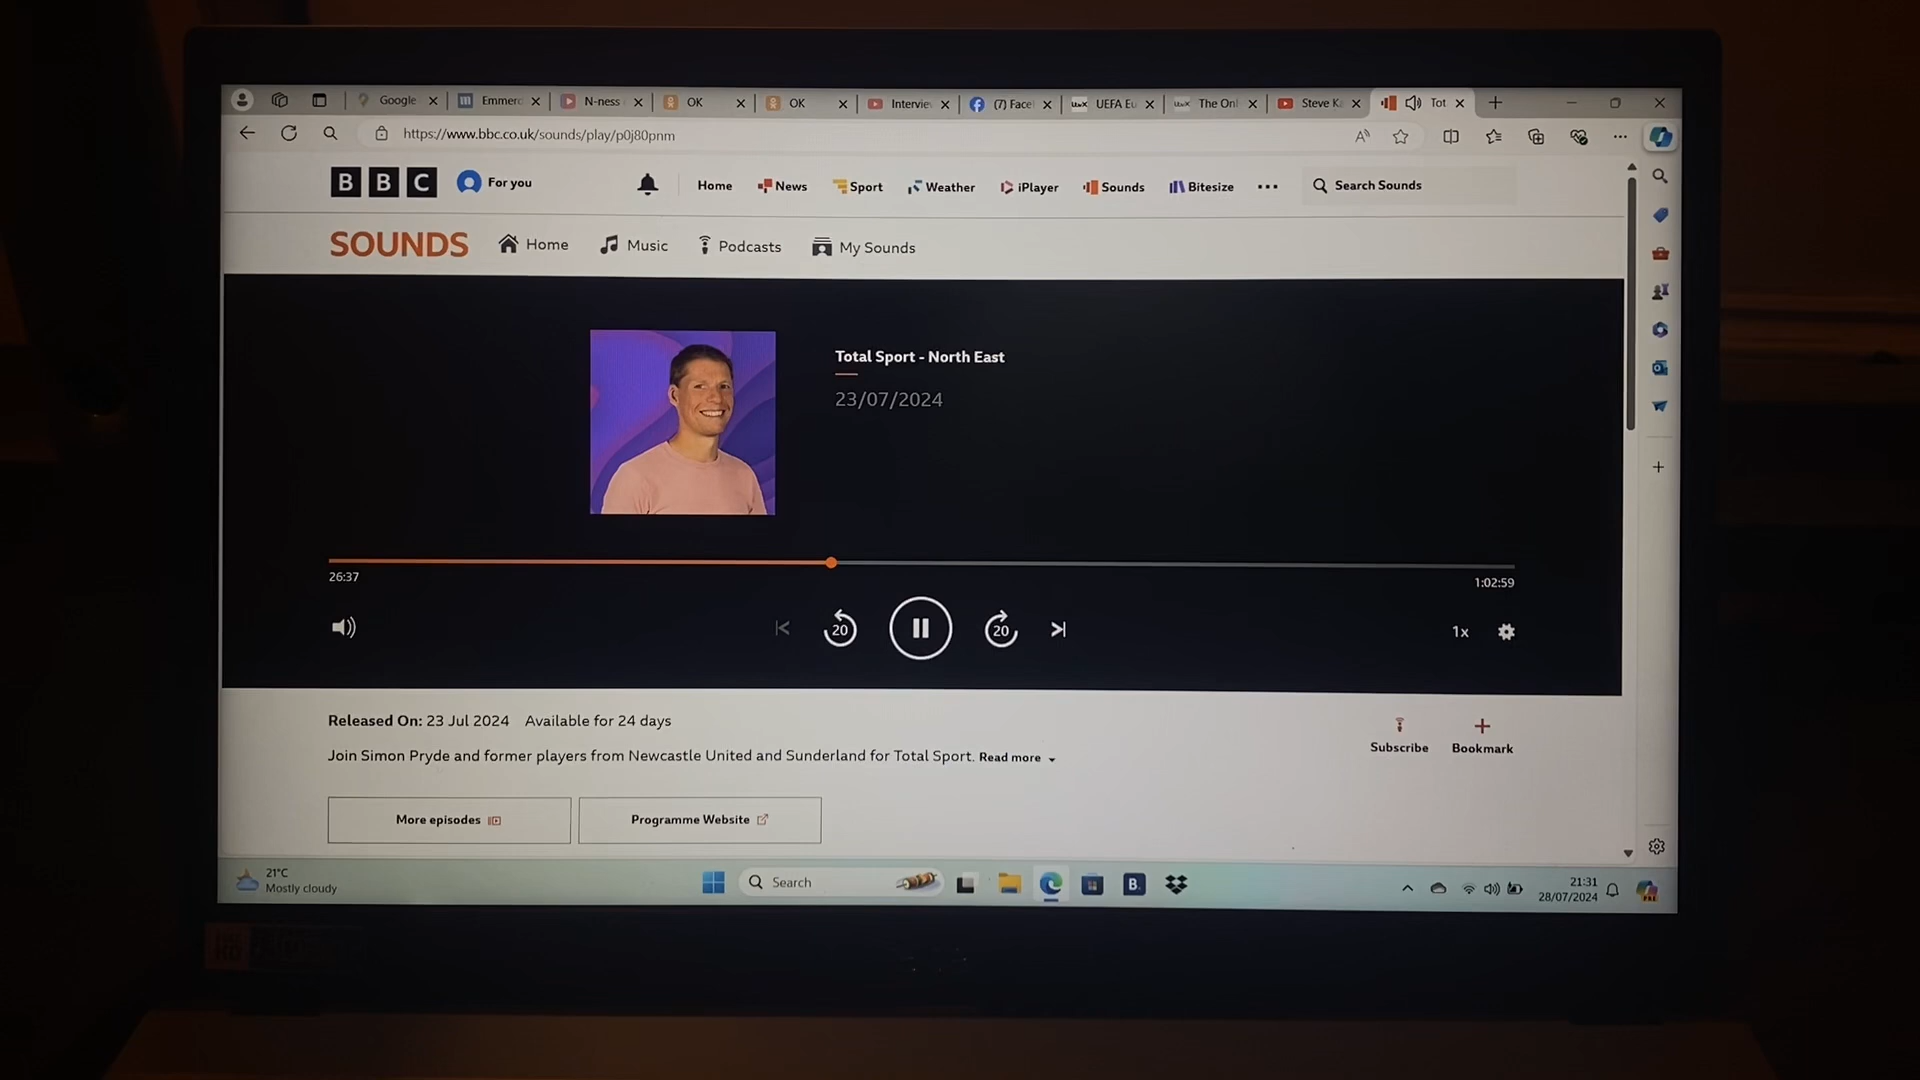 Google
Emmerd
N-ness
OK
OK
Interview
(7) Face
UEFA Eu
The Onl
Steve Ka
Tot
https://www.bbc.co.uk/sounds/play/p0j80pnm
BBC
For you
Home
News
Sport
Weather
iPlayer
Sounds
Bitesize
Search Sounds
SOUNDS
Home
Music
Podcasts
My Sounds
Total Sport - North East
23/07/2024
26:37
1:02:59
20
20
1x
Released On: 23 Jul 2024 Available for 24 days
Subscribe
Bookmark
Join Simon Pryde and former players from Newcastle United and Sunderland for Total Sport. Read more
More episodes
Programme Website
21°C
Mostly cloudy
Search
B.
21:31
28/07/2024